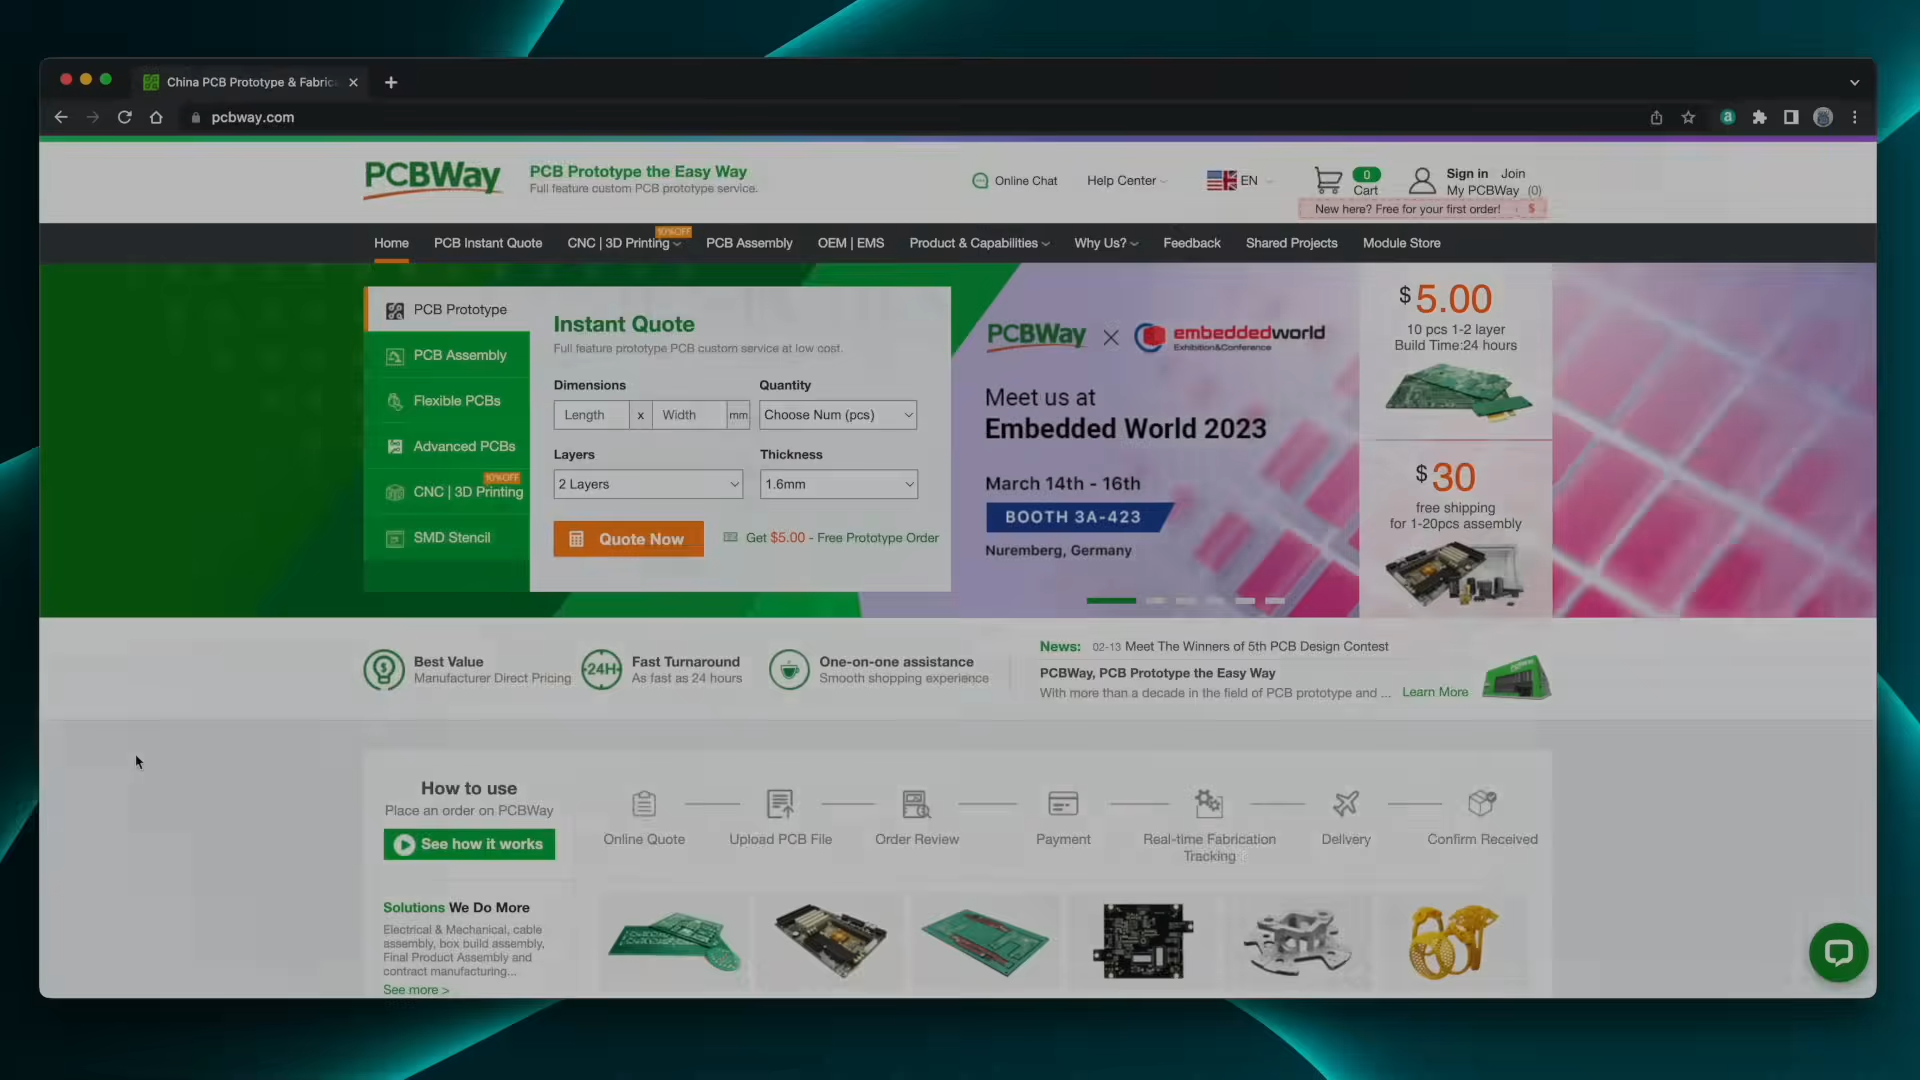 China PCB Prototype & Fabric
pcbway.com
PCBWay
PCB Prototype the Easy Way
Full feature custom PCB prototype service.
Online Chat
Help Center
EN
0
Cart
Sign in Join
My PCBWay (0)
New here? Free for your first order! $
Home
PCB Instant Quote
CNC | 3D Printing
10%OFF
PCB Assembly
OEM | EMS
Product & Capabilities
Why Us?
Feedback
Shared Projects
Module Store
PCB Prototype
PCB Assembly
Flexible PCBs
Advanced PCBs
10%OFF
CNC | 3D Printing
SMD Stencil
Instant Quote
Full feature prototype PCB custom service at low cost.
Dimensions
Quantity
Length x Width mm
Choose Num (pcs)
Layers
Thickness
2 Layers
1.6mm
Quote Now
Get $5.00 - Free Prototype Order
PCBWay
embeddedworld
Exhibition&Conference
Meet us at
Embedded World 2023
March 14th - 16th
BOOTH 3A-423
Nuremberg, Germany
$5.00
10 pcs 1-2 layer
Build Time:24 hours
$30
free shipping
for 1-20pcs assembly
Best Value
Manufacturer Direct Pricing
24H
Fast Turnaround
As fast as 24 hours
One-on-one assistance
Smooth shopping experience
News: 02-13 Meet The Winners of 5th PCB Design Contest
PCBWay, PCB Prototype the Easy Way
With more than a decade in the field of PCB prototype and ... Learn More
How to use
Place an order on PCBWay
See how it works
Online Quote
Upload PCB File
Order Review
Payment
Real-time Fabrication
Tracking
Delivery
Confirm Received
Solutions We Do More
Electrical & Mechanical, cable
assembly, box build assembly,
Final Product Assembly and
contract manufacturing...
See more >